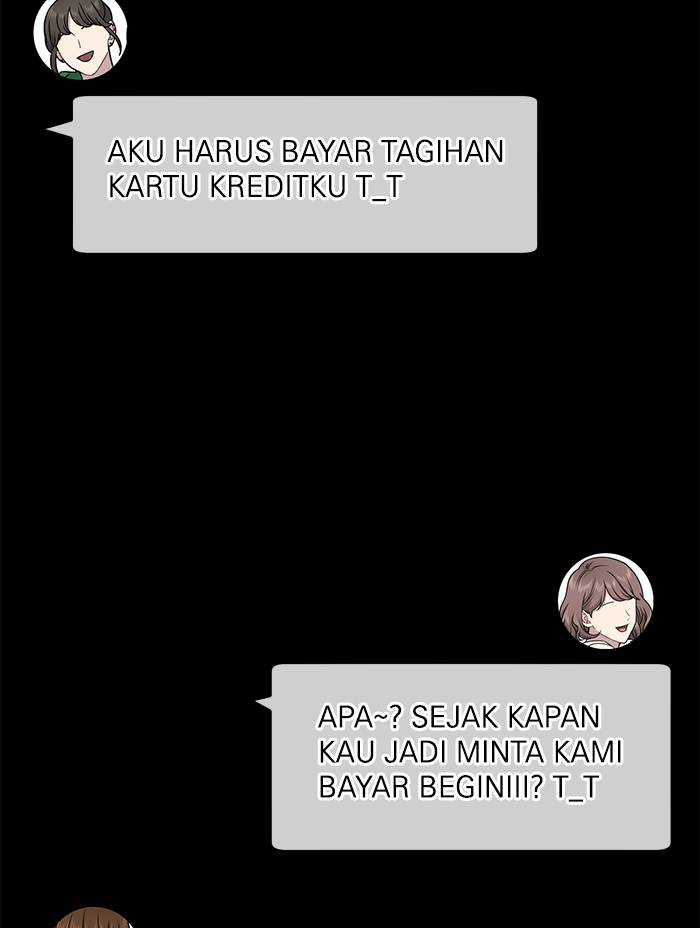 AKU HARUS BAYAR TAGIHAN
KARTU KREDITKU T_T
APA~? SEJAK KAPAN
KAU JADI MINTA KAMI
BAYAR BEGINIII? T_T